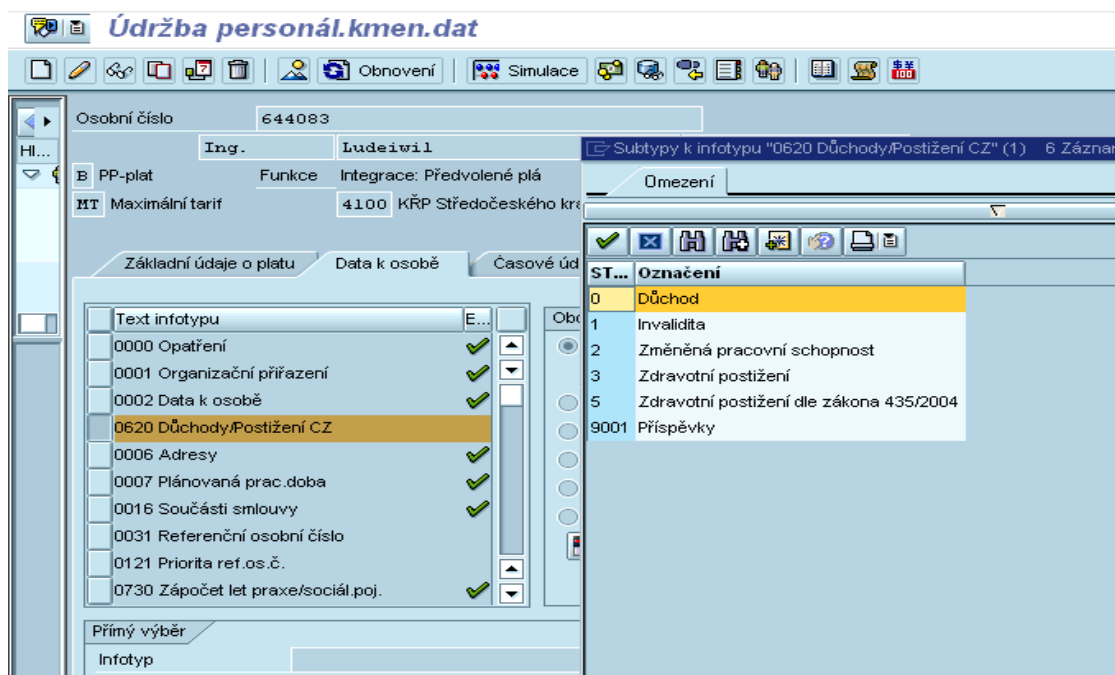 Údržba personál.kmen.dat
Obnovení Simulace
Osobní číslo 644083
HI...
Ing. Ludeiwil
B PP-plat Funkce Integrace: Předvolené plá
MT Maximální tarif 4100 KŘP Středočeského kra
Základní údaje o platu Data k osobě Časové úd
Text infotypu E...
0000 Opatření
0001 Organizační přiřazení
0002 Data k osobě
0620 Důchody/Postižení CZ
0006 Adresy
0007 Plánovaná prac.doba
0016 Součásti smlouvy
0031 Referenční osobní číslo
0121 Priorita ref.os.č.
0730 Zápočet let praxe/sociál.poj.
Obd
Přímý výběr
Infotyp
Subtypy k infotypu "0620 Důchody/Postižení CZ" (1) 6 Záznam
Omezení
ST... Označení
0 Důchod
1 Invalidita
2 Změněná pracovní schopnost
3 Zdravotní postižení
5 Zdravotní postižení dle zákona 435/2004
9001 Příspěvky